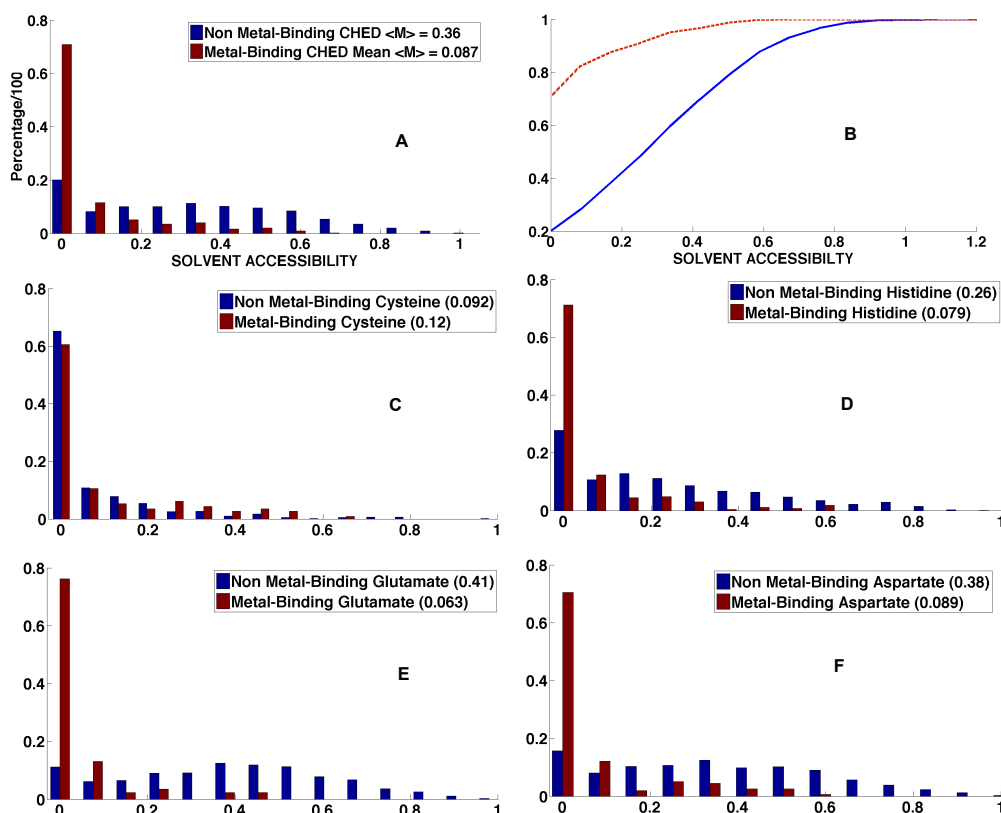 A
Non Metal-Binding CHED <M> = 0.36
Metal-Binding CHED Mean <M> = 0.087
Percentage/100
0.8
0.6
0.4
0.2
0
0 0.2 0.4 0.6 0.8 1
SOLVENT ACCESSIBILITY
B
1
0.8
0.6
0.4
0.2
0 0.2 0.4 0.6 0.8 1 1.2
SOLVENT ACCESSIBILTY
Non Metal-Binding Cysteine (0.092)
Metal-Binding Cysteine (0.12)
C
0.8
0.6
0.4
0.2
0
0 0.2 0.4 0.6 0.8 1
Non Metal-Binding Histidine (0.26)
Metal-Binding Histidine (0.079)
D
0.8
0.6
0.4
0.2
0
0 0.2 0.4 0.6 0.8 1
Non Metal-Binding Glutamate (0.41)
Metal-Binding Glutamate (0.063)
E
0.8
0.6
0.4
0.2
0
0 0.2 0.4 0.6 0.8 1
Non Metal-Binding Aspartate (0.38)
Metal-Binding Aspartate (0.089)
F
0.8
0.6
0.4
0.2
0
0 0.2 0.4 0.6 0.8 1